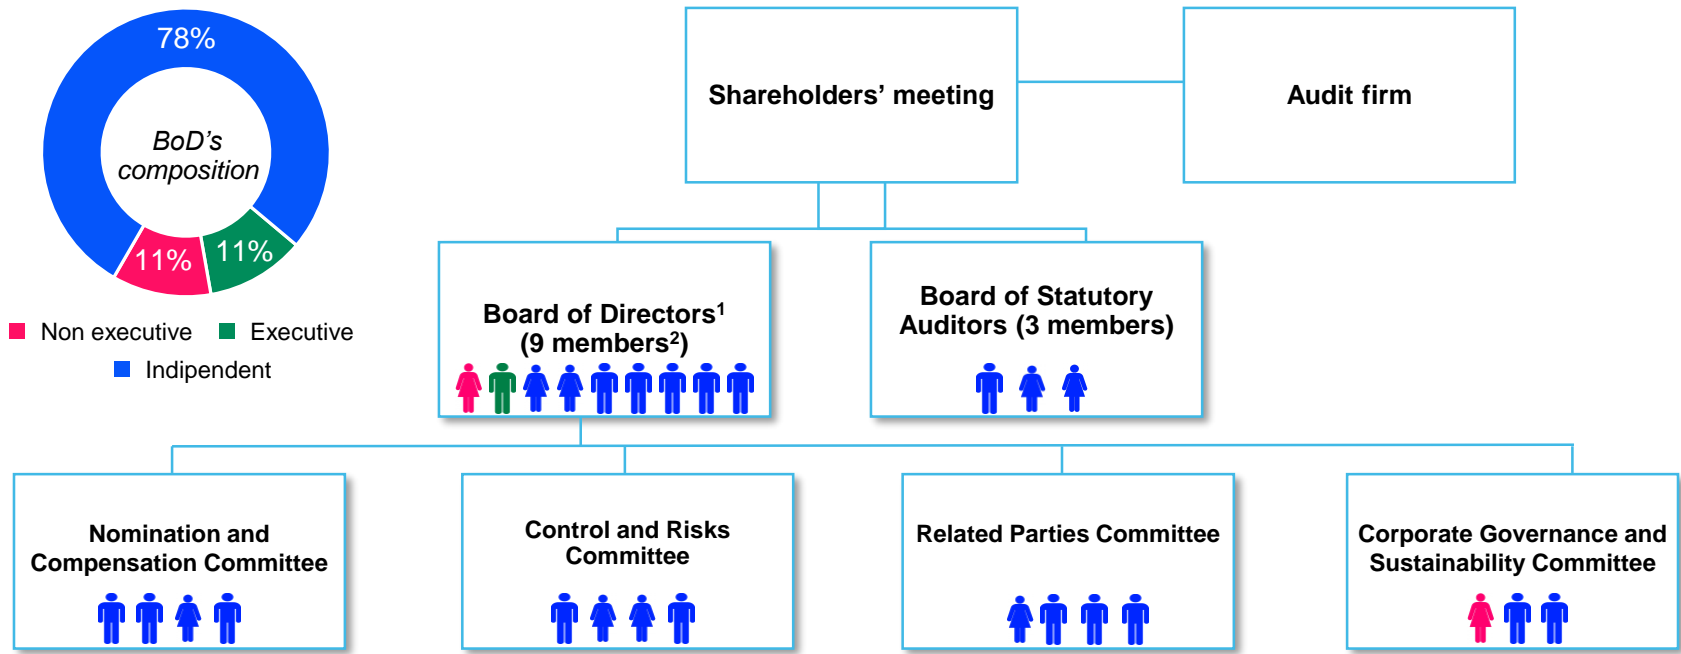 78%
BoD's
composition
11%
11%
Non executive
Executive
Indipendent
Shareholders' meeting
Audit firm
Board of Directors¹
(9 members²)
Board of Statutory
Auditors (3 members)
Nomination and
Compensation Committee
Control and Risks
Committee
Related Parties Committee
Corporate Governance and
Sustainability Committee